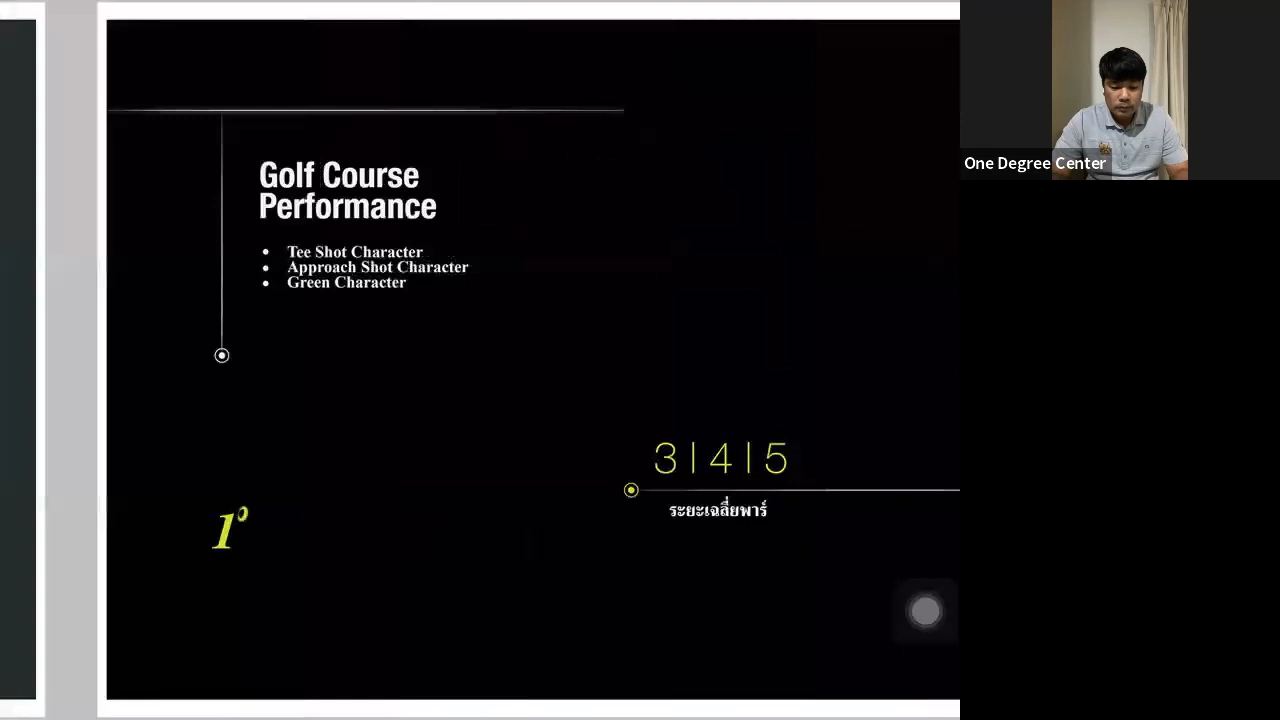 Golf Course
Performance
• Tee Shot Character
• Approach Shot Character
• Green Character
3|4|5
ระยะเฉลี่ยพาร์
1°
One Degree Center